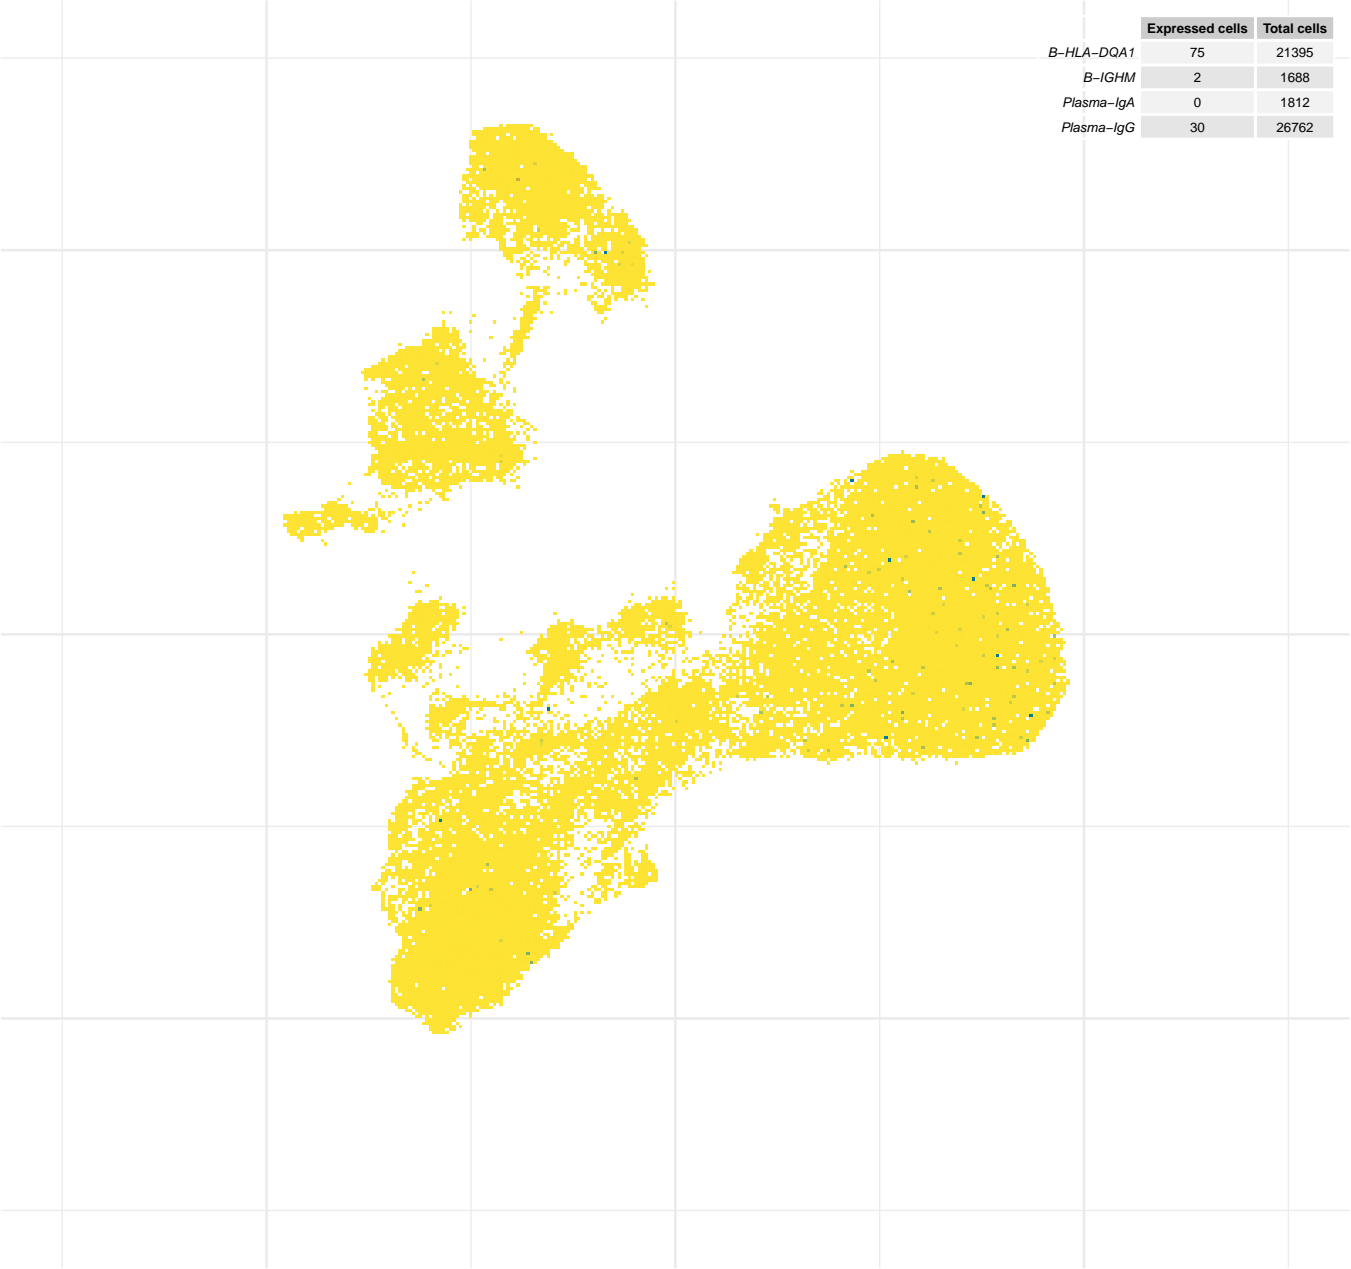 Expressed cells Total cells
B−HLA−DQA1 75 21395
B−IGHM 2 1688
Plasma−IgA 0 1812
Plasma−IgG 30 26762